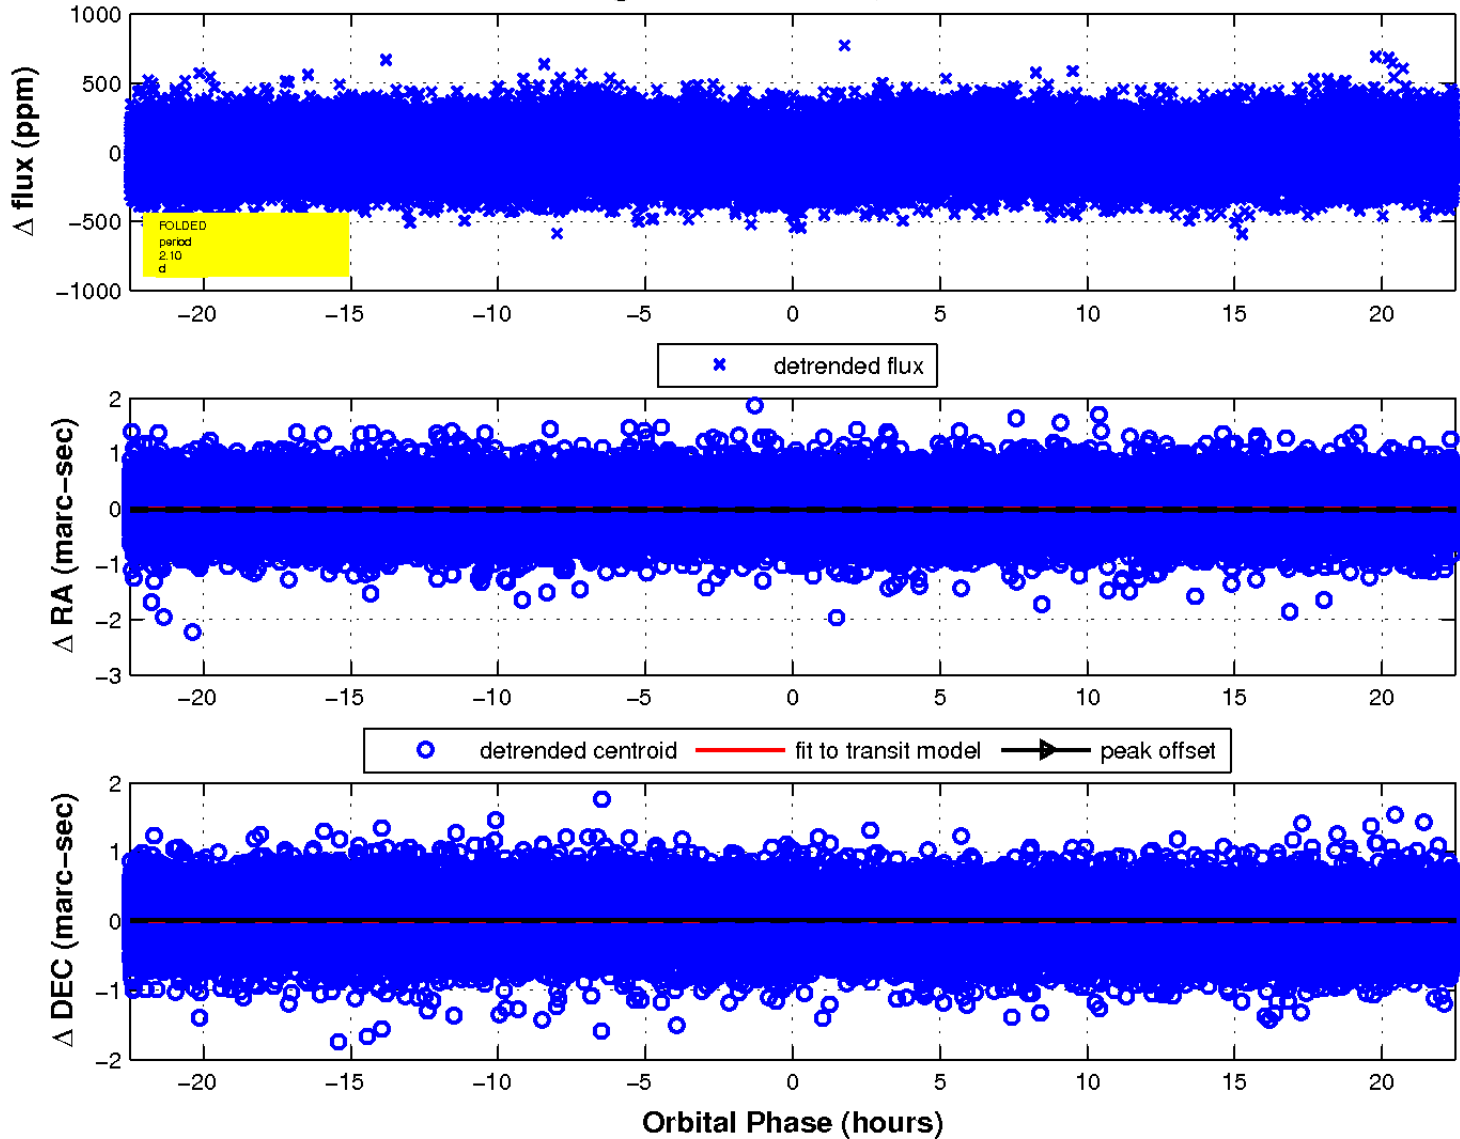 1000
500
0
−500
−1000
Δ flux (ppm)
FOLDED
period
2.10
d
−20 −15 −10 −5 0 5 10 15 20
detrended flux
2
1
0
−1
−2
−3
Δ RA (marc−sec)
−20 −15 −10 −5 0 5 10 15 20
detrended centroid fit to transit model peak offset
2
1
0
−1
−2
Δ DEC (marc−sec)
−20 −15 −10 −5 0 5 10 15 20
Orbital Phase (hours)